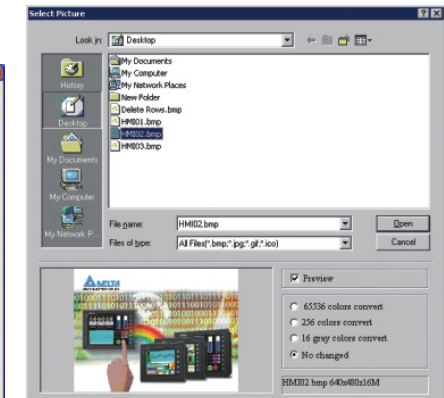 Select Picture
Look in: Desktop
History
Desktop
My Documents
My Computer
My Network P...
My Documents
My Computer
My Network Places
New Folder
Delete Rows.bmp
HMI01.bmp
HMI02.bmp
HMI03.bmp
File name: HMI02.bmp Open
Files of type: All Files(*.bmp;*.jpg;*.gif;*.ico) Cancel
DELTA
Preview
65536 colors convert
256 colors convert
16 grey colors convert
No changed
HMI02.bmp 640x480x16M